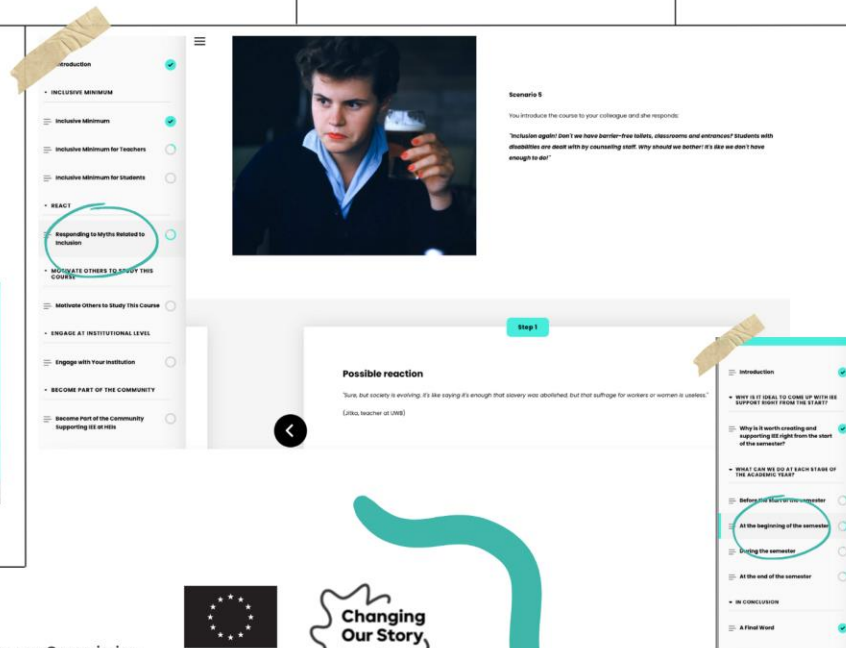 Introduction
INCLUSIVE MINIMUM
Inclusive Minimum
Inclusive Minimum for Teachers
Inclusive Minimum for Students
REACT
Responding to Myths Related to
Inclusion
MOTIVATE OTHERS TO STUDY THIS
COURSE
Motivate Others to Study This Course
ENGAGE AT INSTITUTIONAL LEVEL
Engage with Your Institution
BECOME PART OF THE COMMUNITY
Become Part of the Community
Supporting IEE at HEIs
Scenario 5
You introduce the course to your colleague and she responds:
"Inclusion again! Don't we have barrier-free toilets, classrooms and entrances? Students with
disabilities are dealt with by counseling staff. Why should we bother! It's like we don't have
enough to do!"
Step 1
Possible reaction
"Sure, but society is evolving. It's like saying it's enough that slavery was abolished, but that suffrage for workers or women is useless."
(Jitka, teacher at UWB)
Introduction
WHY IS IT IDEAL TO COME UP WITH IEE
SUPPORT RIGHT FROM THE START?
Why is it worth creating and
supporting IEE right from the start
of the semester?
WHAT CAN WE DO AT EACH STAGE OF
THE ACADEMIC YEAR?
Before the start of the semester
At the beginning of the semester
During the semester
At the end of the semester
IN CONCLUSION
A Final Word
Changing
Our Story